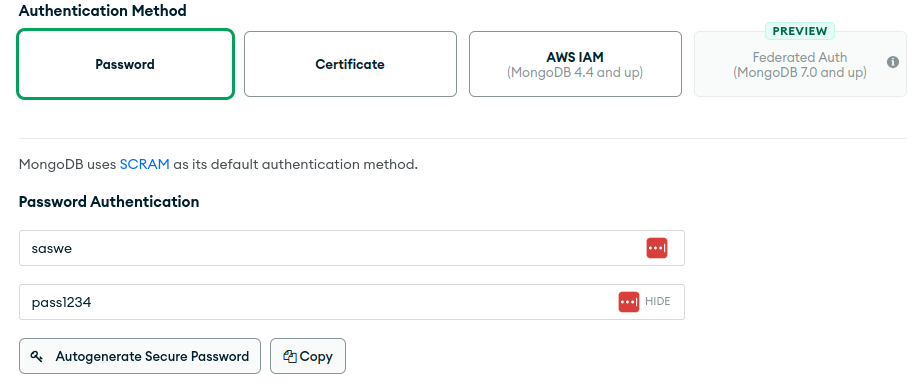 Authentication Method
PREVIEW
Password
Certificate
AWS IAM
(MongoDB 4.4 and up)
Federated Auth
(MongoDB 7.0 and up)
MongoDB uses SCRAM as its default authentication method.
Password Authentication
saswe
pass1234
HIDE
Autogenerate Secure Password
Copy